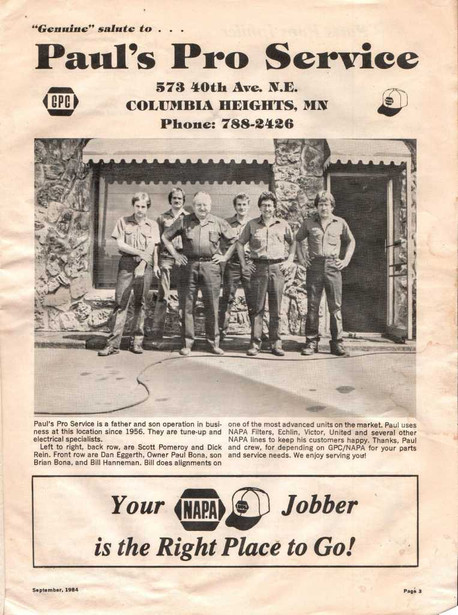 "Genuine" salute to . . .
Paul's Pro Service
573 40th Ave. N.E.
GPC
COLUMBIA HEIGHTS, MN
Phone: 788-2426
Paul's Pro Service is a father and son operation in busi-
ness at this location since 1956. They are tune-up and
electrical specialists.
Left to right, back row, are Scott Pomeroy and Dick
Rein. Front row are Dan Eggerth, Owner Paul Bona, son
Brian Bona, and Bill Hanneman. Bill does alignments on
one of the most advanced units on the market. Paul uses
NAPA Filters, Echlin, Victor, United and several other
NAPA lines to keep his customers happy. Thanks, Paul
and crew, for depending on GPC/NAPA for your parts
and service needs. We enjoy serving you!
Your NAPA Jobber
is the Right Place to Go!
September, 1984
Page 3